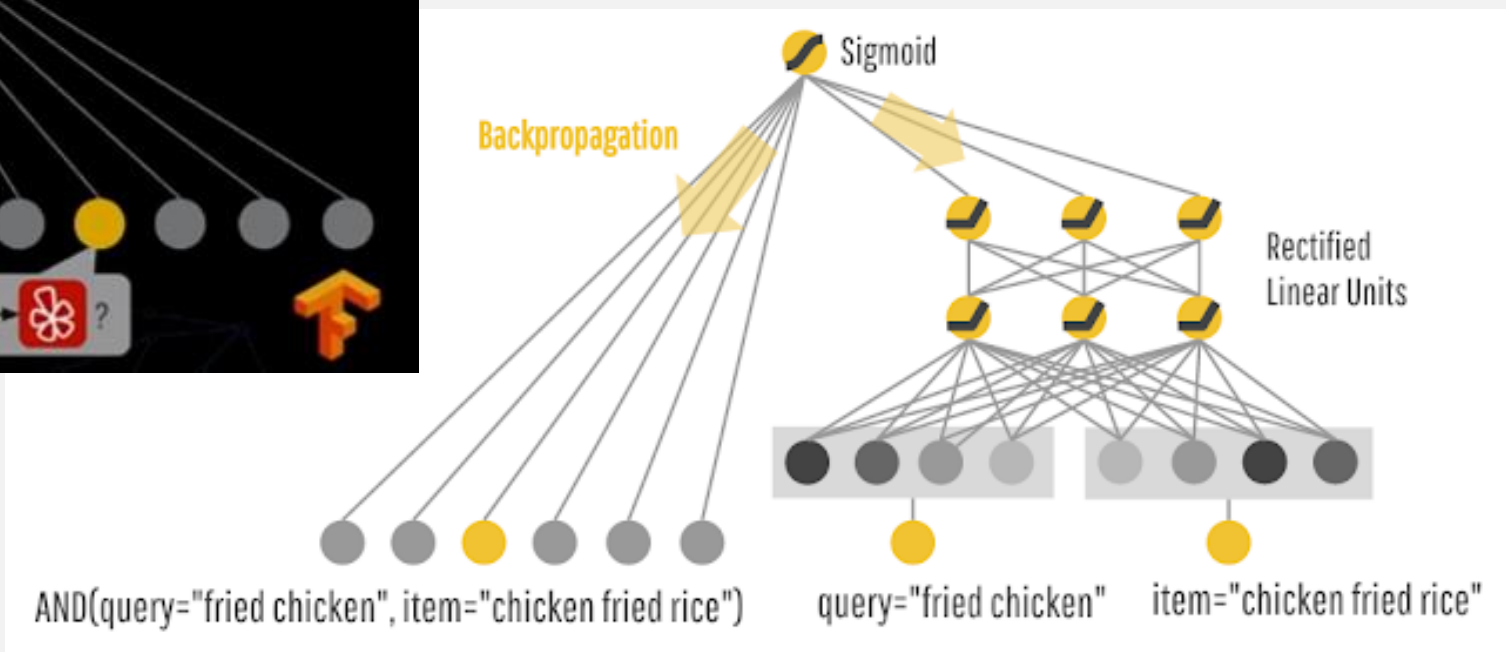 Sigmoid
Backpropagation
Rectified
Linear Units
?
AND(query="fried chicken", item="chicken fried rice")
query="fried chicken"
item="chicken fried rice"